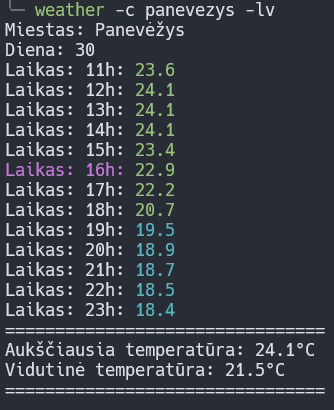 weather -c panevezys -lv
Miestas: Panevėžys
Diena: 30
Laikas: 11h: 23.6
Laikas: 12h: 24.1
Laikas: 13h: 24.1
Laikas: 14h: 24.1
Laikas: 15h: 23.4
Laikas: 16h: 22.9
Laikas: 17h: 22.2
Laikas: 18h: 20.7
Laikas: 19h: 19.5
Laikas: 20h: 18.9
Laikas: 21h: 18.7
Laikas: 22h: 18.5
Laikas: 23h: 18.4
================================
Aukščiausia temperatūra: 24.1°C
Vidutinė temperatūra: 21.5°C
================================